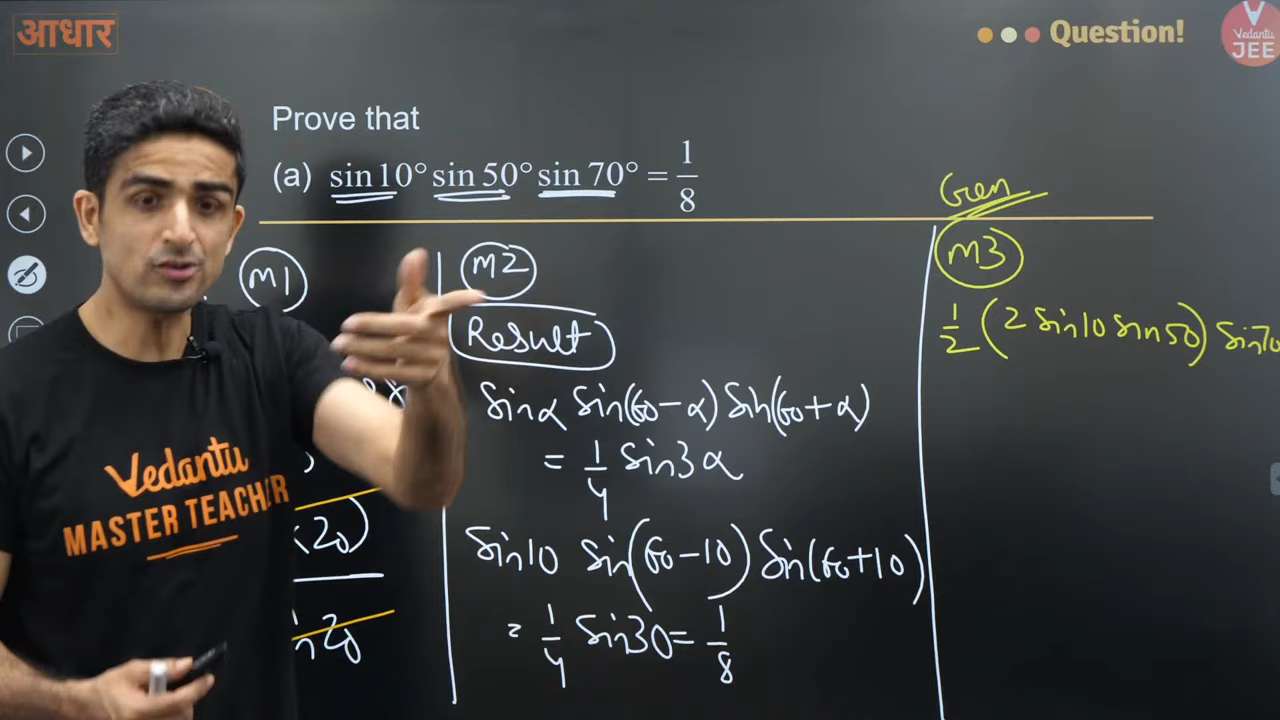 आधार
Question!
Vedantu
JEE
Prove that
(a) sin 10° sin 50° sin 70° = 1/8
M1
(20)
20
M2
Result
Sinα Sin(60-α) Sin(60+α)
= 1/4 Sin3α
Sin10 Sin(60-10) Sin(60+10)
= 1/4 Sin30 = 1/8
Gen
M3
1/2 (2 Sin10 Sin50) Sin70
Vedantu
MASTER TEACHER